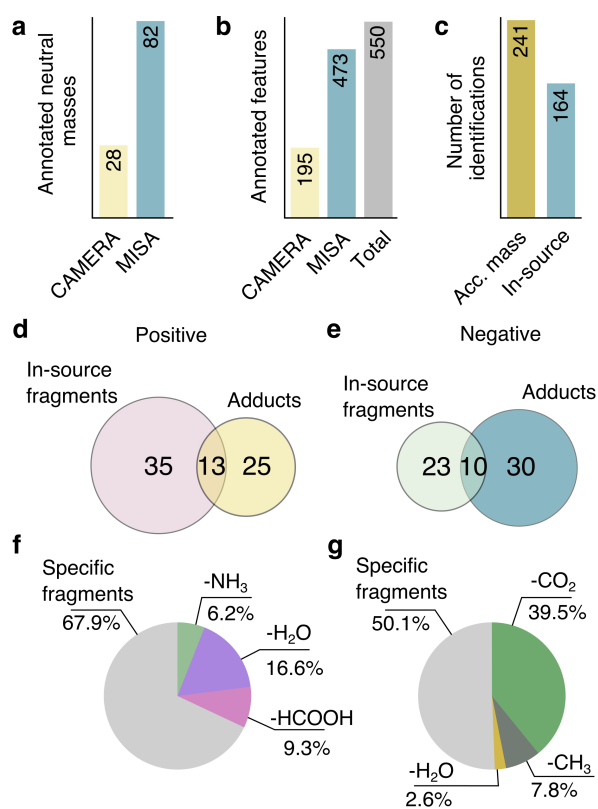 a
Annotated neutral
masses
28
82
CAMERA
MISA
b
Annotated features
195
473
550
CAMERA
MISA
Total
c
Number of
identifications
241
164
Acc. mass
In-source
d
Positive
In-source
fragments
Adducts
35
13
25
e
Negative
In-source
fragments
Adducts
23
10
30
f
Specific
fragments
67.9%
-NH₃
6.2%
-H₂O
16.6%
-HCOOH
9.3%
g
Specific
fragments
50.1%
-CO₂
39.5%
-H₂O
2.6%
-CH₃
7.8%